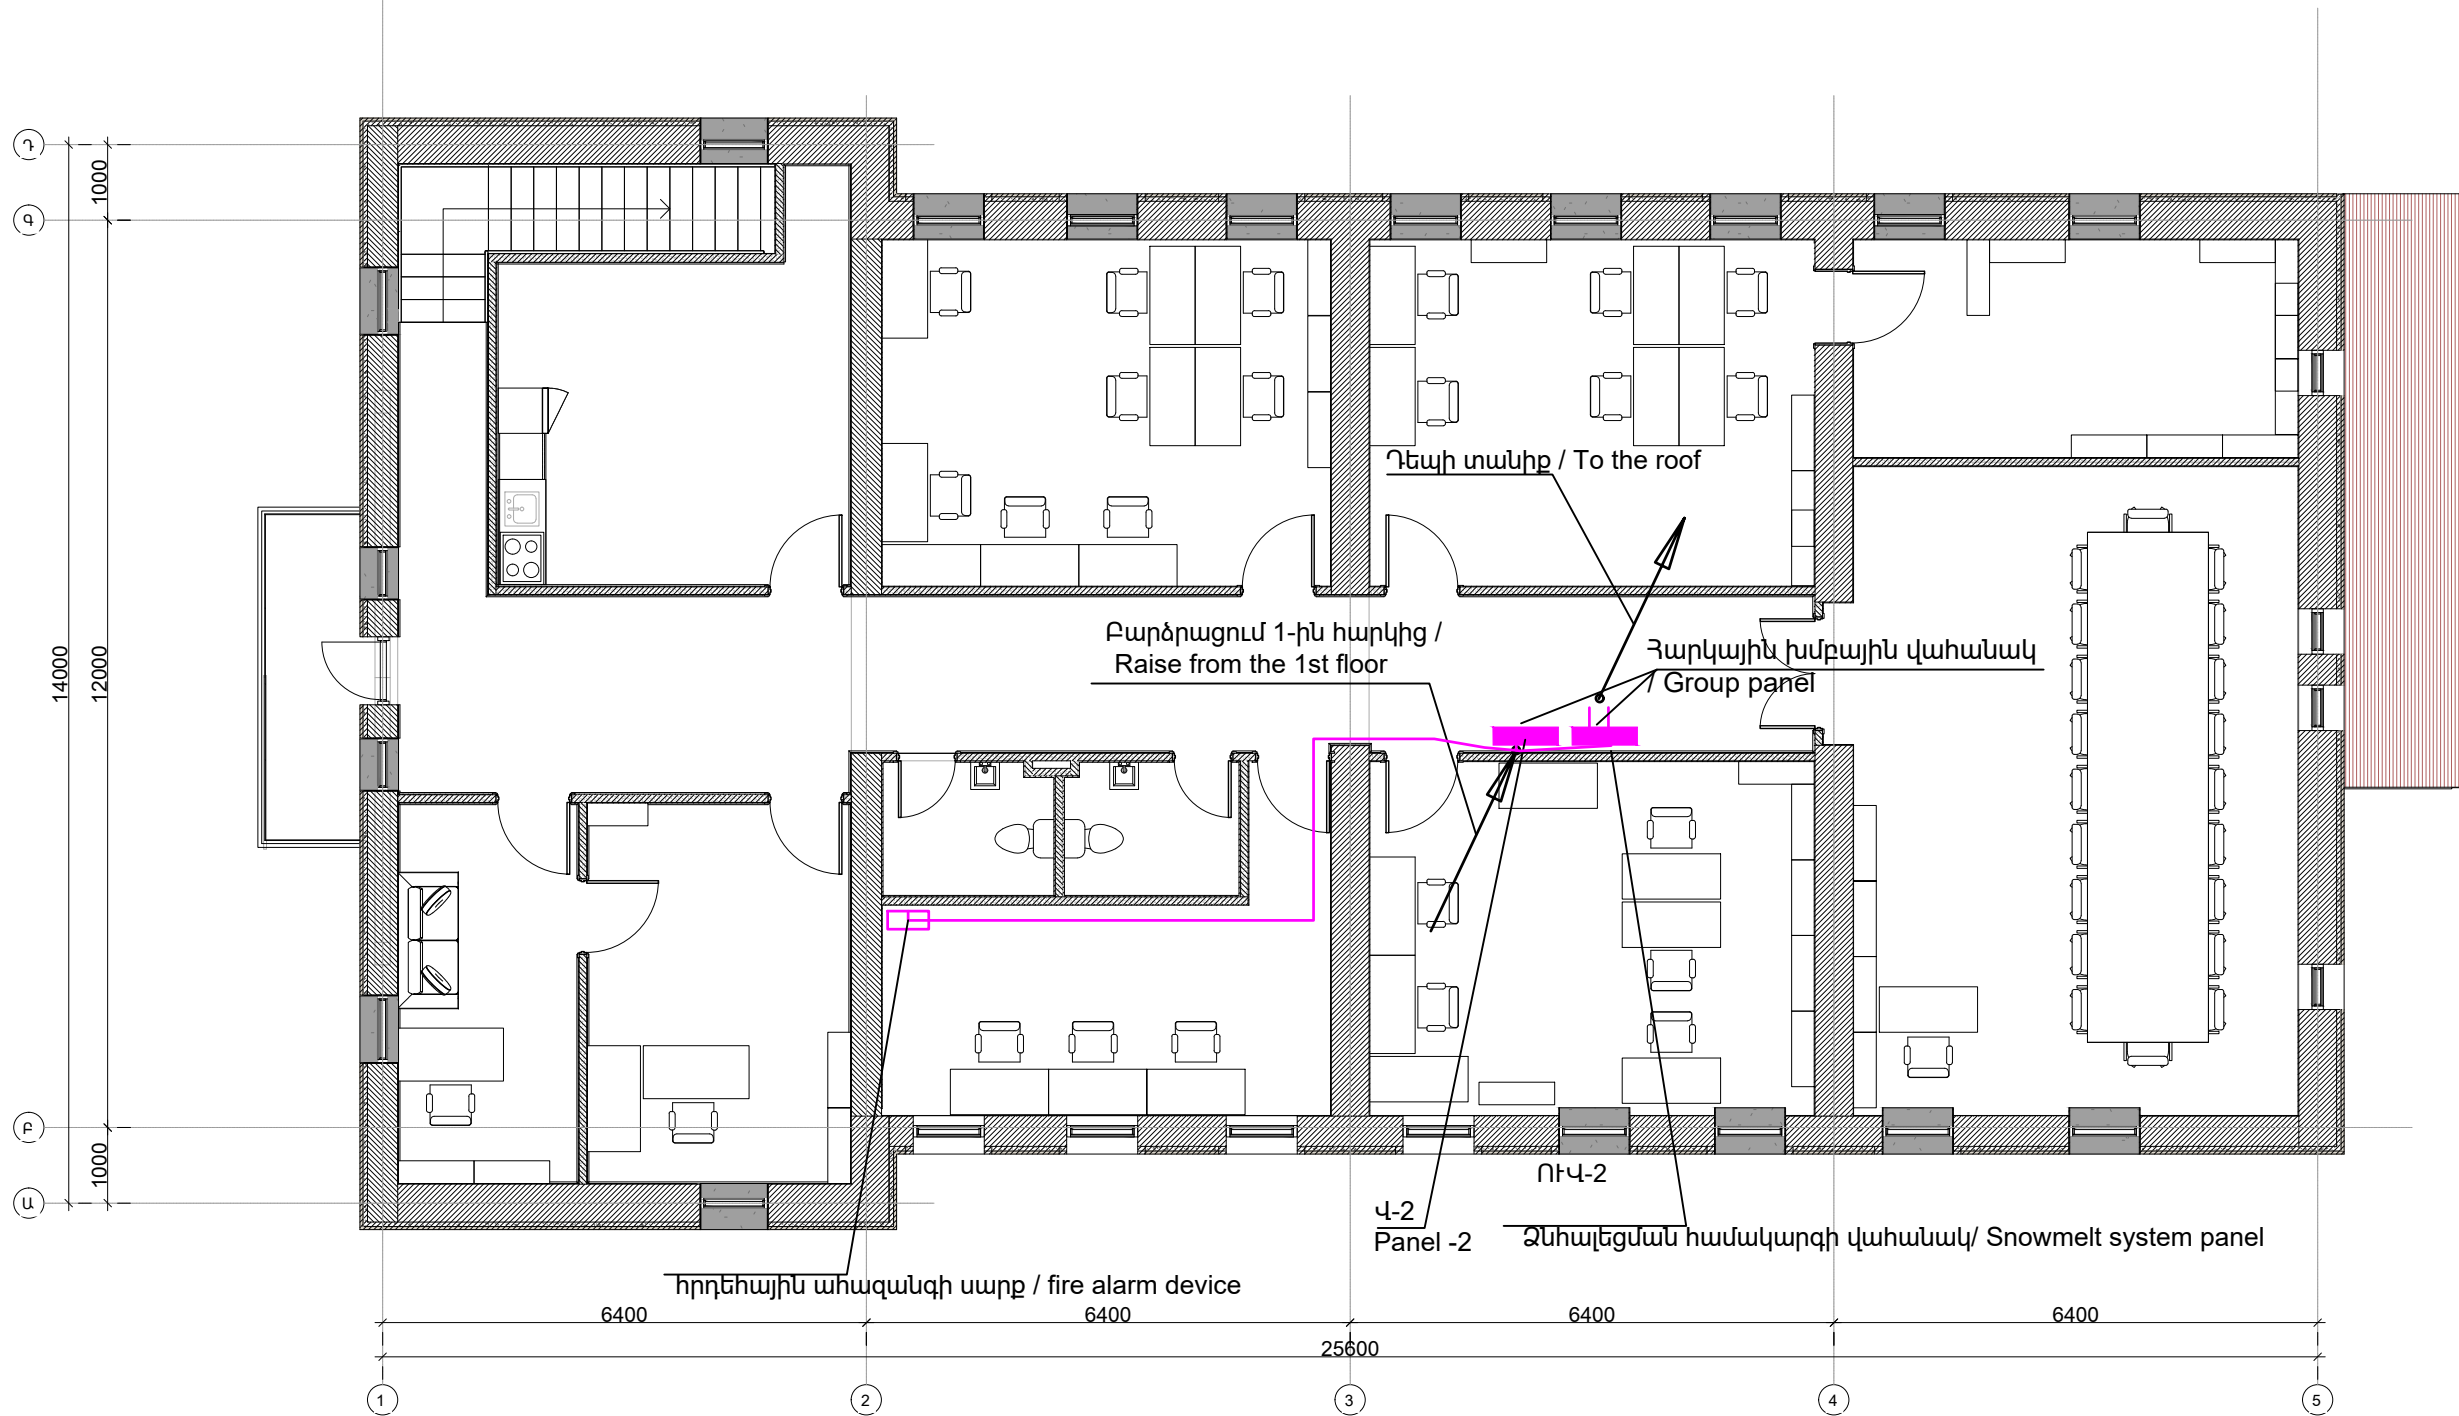 Դ
Գ
1000
Դեպի տանիք / To the roof
14000
12000
Բարձրացում 1-ին հարկից /
Raise from the 1st floor
Հարկային խմբային վահանակ
/ Group panel
Բ
1000
Ա
ՈՒՎ-2
Վ-2
Panel -2
Ձնհալեցման համակարգի վահանակ/ Snowmelt system panel
հրդեհային ահազանգի սարք / fire alarm device
6400
6400
6400
6400
25600
1
2
3
4
5